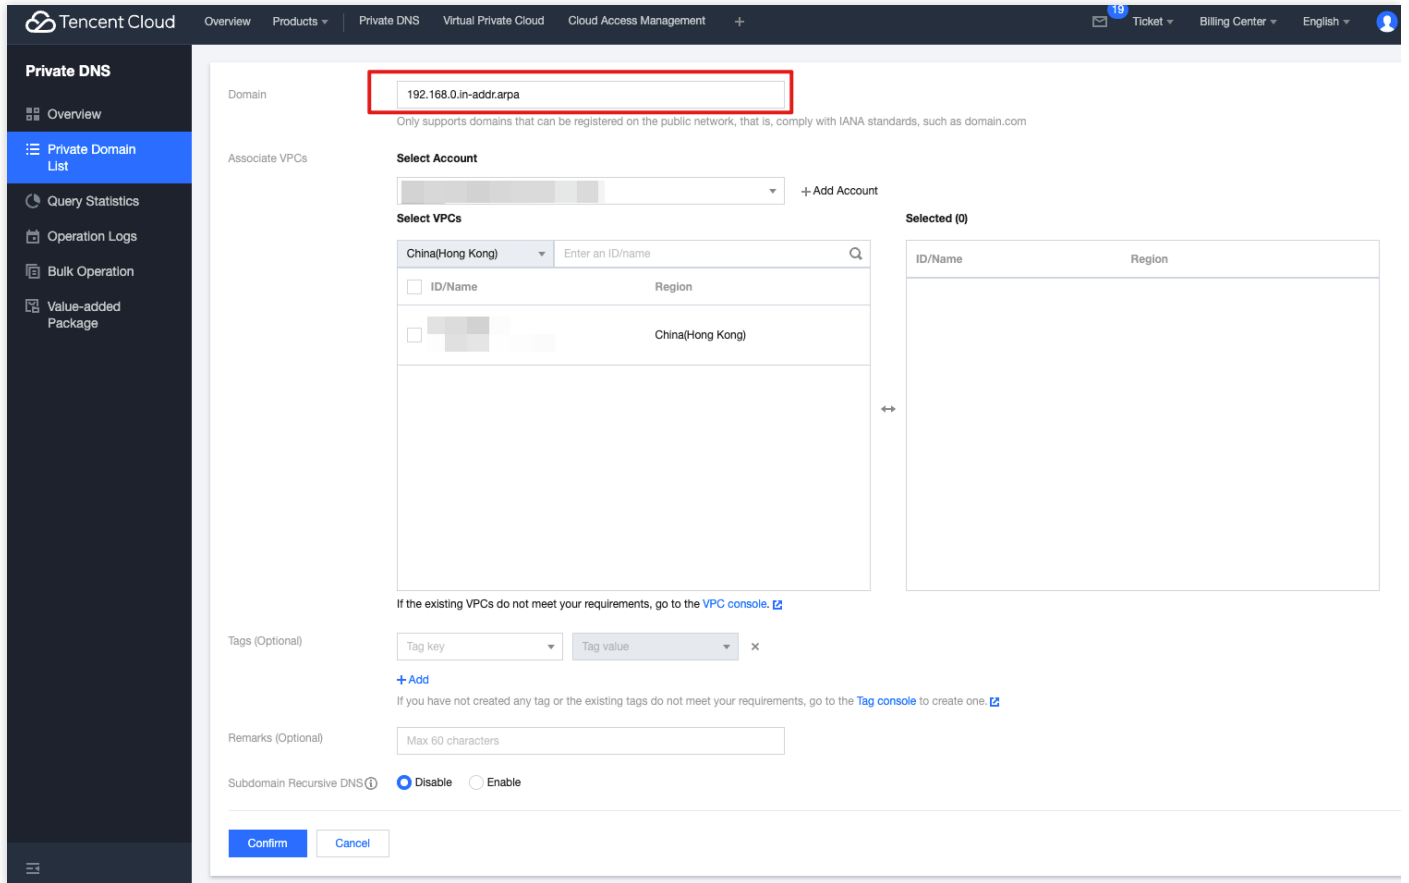 Tencent Cloud Overview Products Private DNS Virtual Private Cloud Cloud Access Management + 19 Ticket Billing Center English
Private DNS
Overview
Private Domain List
Query Statistics
Operation Logs
Bulk Operation
Value-added Package
Domain 192.168.0.in-addr.arpa
Only supports domains that can be registered on the public network, that is, comply with IANA standards, such as domain.com
Associate VPCs Select Account
+ Add Account
Select VPCs Selected (0)
China(Hong Kong) Enter an ID/name
ID/Name Region
ID/Name Region
China(Hong Kong)
If the existing VPCs do not meet your requirements, go to the VPC console.
Tags (Optional) Tag key Tag value ×
+ Add
If you have not created any tag or the existing tags do not meet your requirements, go to the Tag console to create one.
Remarks (Optional) Max 60 characters
Subdomain Recursive DNS Disable Enable
Confirm Cancel